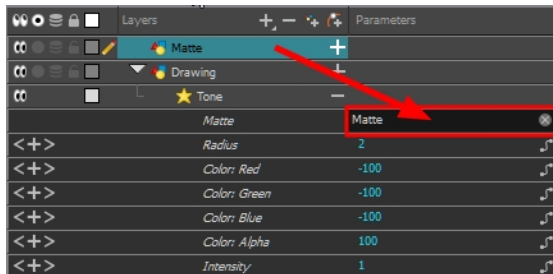 Layers Parameters
Matte
Drawing
Tone
Matte Matte
Radius 2
Color: Red -100
Color: Green -100
Color: Blue -100
Color: Alpha 100
Intensity 1